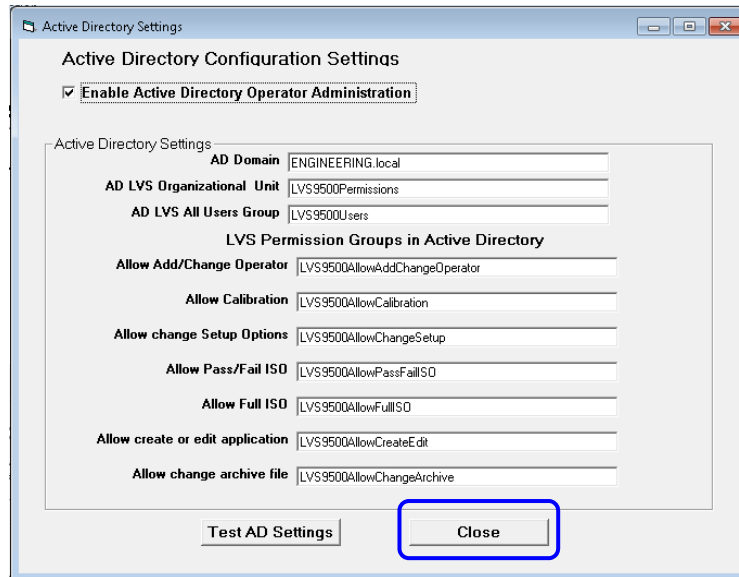 Active Directory Settings
Active Directory Configuration Settings
Enable Active Directory Operator Administration
Active Directory Settings
AD Domain ENGINEERING.local
AD LVS Organizational Unit LVS9500Permissions
AD LVS All Users Group LVS9500Users
LVS Permission Groups in Active Directory
Allow Add/Change Operator LVS9500AllowAddChangeOperator
Allow Calibration LVS9500AllowCalibration
Allow change Setup Options LVS9500AllowChangeSetup
Allow Pass/Fail ISO LVS9500AllowPassFailISO
Allow Full ISO LVS9500AllowFullISO
Allow create or edit application LVS9500AllowCreateEdit
Allow change archive file LVS9500AllowChangeArchive
Test AD Settings Close